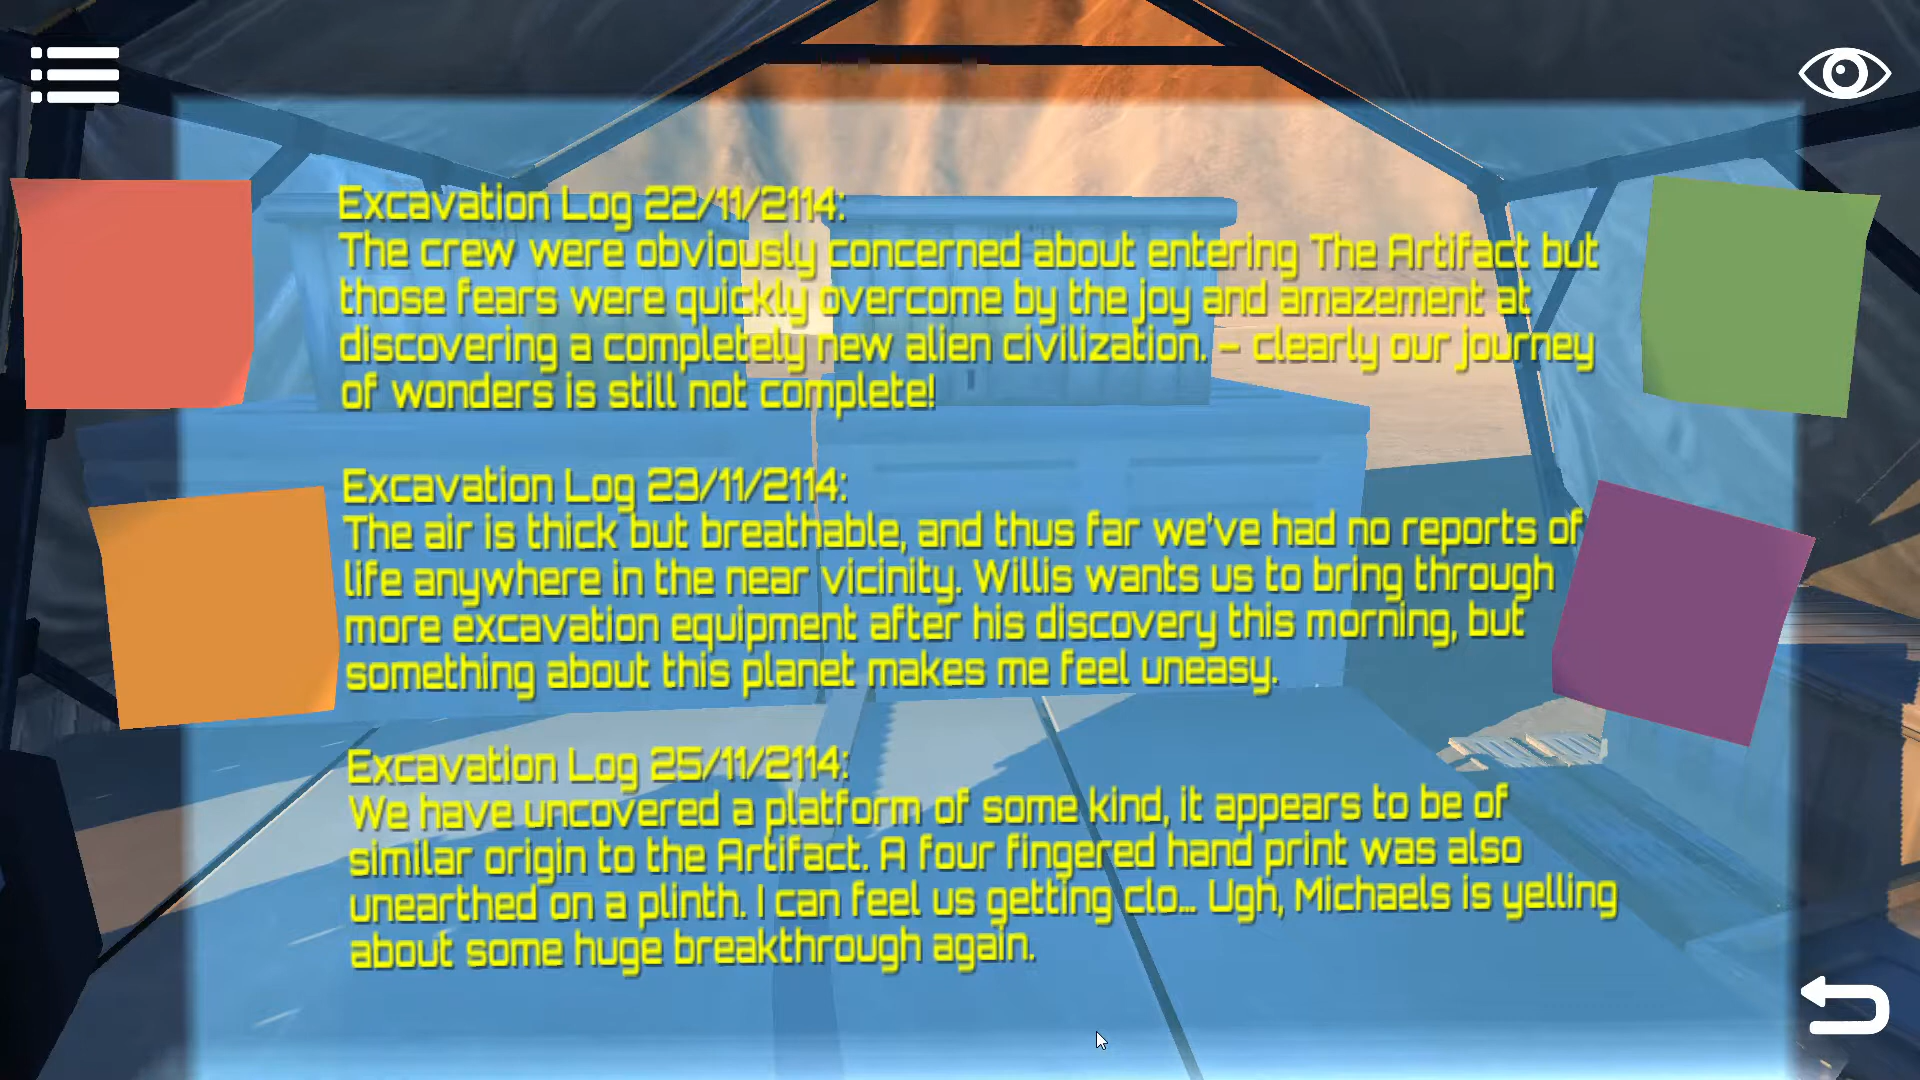 Excavation Log 22/11/2114:
The crew were obviously concerned about entering The Artifact but
those fears were quickly overcome by the joy and amazement at
discovering a completely new alien civilization. – clearly our journey
of wonders is still not complete!
Excavation Log 23/11/2114:
The air is thick but breathable, and thus far we've had no reports of
life anywhere in the near vicinity. Willis wants us to bring through
more excavation equipment after his discovery this morning, but
something about this planet makes me feel uneasy.
Excavation Log 25/11/2114:
We have uncovered a platform of some kind, it appears to be of
similar origin to the Artifact. A four fingered hand print was also
unearthed on a plinth. I can feel us getting clo... Ugh, Michaels is yelling
about some huge breakthrough again.